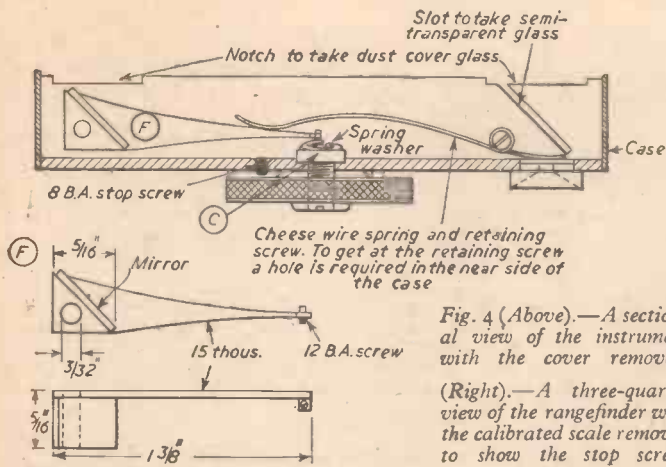 Slot to take semi-
transparent glass
Notch to take dust cover glass
F
Spring
washer
Case
8 B.A. stop screw
C
Cheese wire spring and retaining
screw. To get at the retaining screw
a hole is required in the near side of
the case
F
5/16"
Mirror
3/32"
15 thous.
12 B.A. screw
5/16"
1 3/8"
Fig. 4 (Above).—A section-
al view of the instrume
with the cover remov
(Right).—A three-quar
view of the rangefinder w
the calibrated scale remov
to show the stop scre